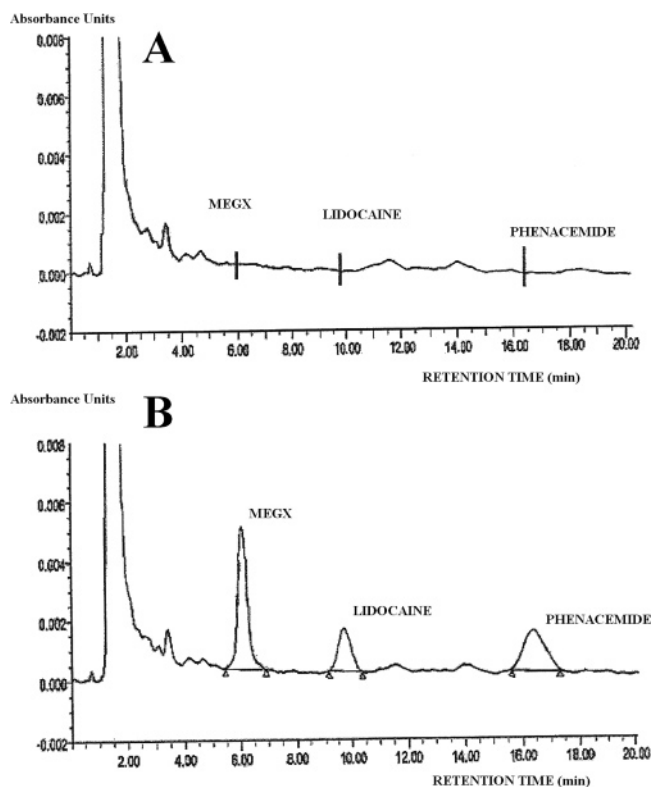 Absorbance Units
A
0.008
0.006
0.004
0.002
0.000
-0.002
MEGX
LIDOCAINE
PHENACEMIDE
2.00 4.00 6.00 8.00 10.00 12.00 14.00 16.00 18.00 20.00
RETENTION TIME (min)
Absorbance Units
B
0.008
0.006
0.004
0.002
0.000
-0.002
MEGX
LIDOCAINE
PHENACEMIDE
2.00 4.00 6.00 8.00 10.00 12.00 14.00 16.00 18.00 20.00
RETENTION TIME (min)